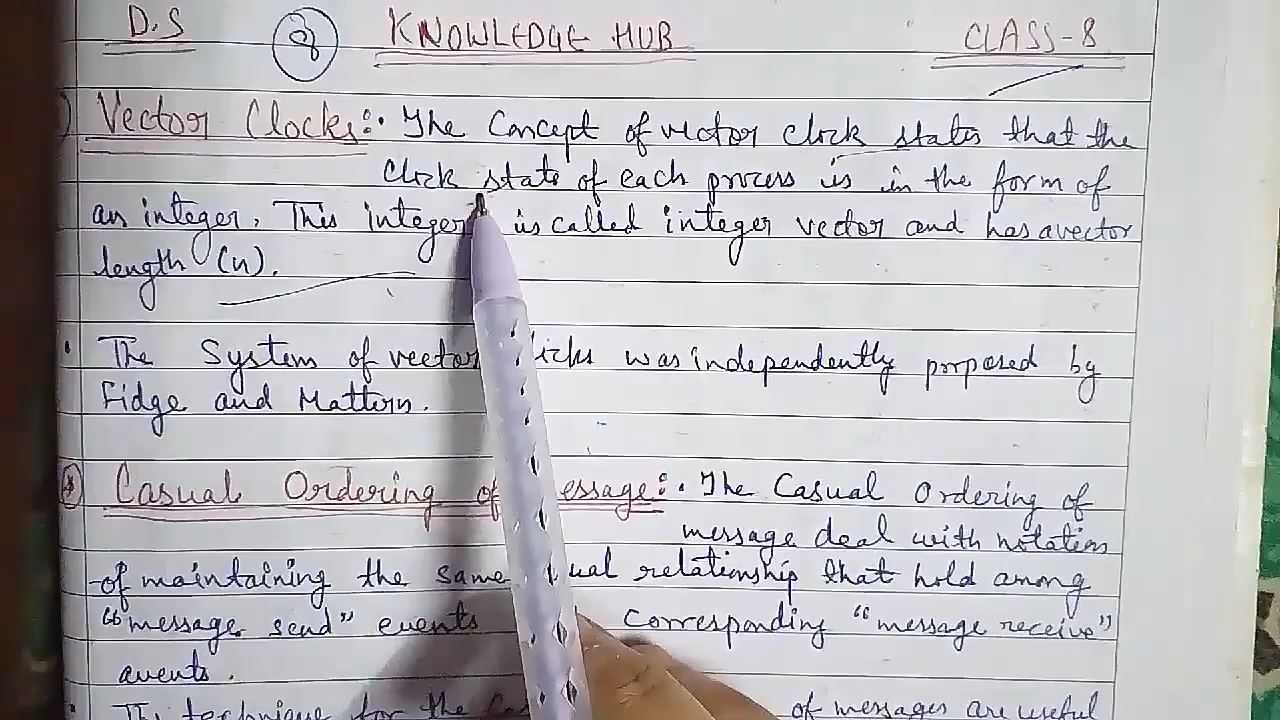 D.S KNOWLEDGE HUB CLASS-8
Vector Clocks:· The Concept of vector clock states that the
Clock state of each process is in the form of
an integer. This integer is called integer vector and has a vector
length (n).
· The System of vector was independently proposed by
Fidge and Mattern.
Casual Ordering of essage:· The Casual Ordering of
message deal with notation
of maintaining the same relationship that hold among
"message send" events Corresponding "message receive"
events.
The technique for the of messages are useful